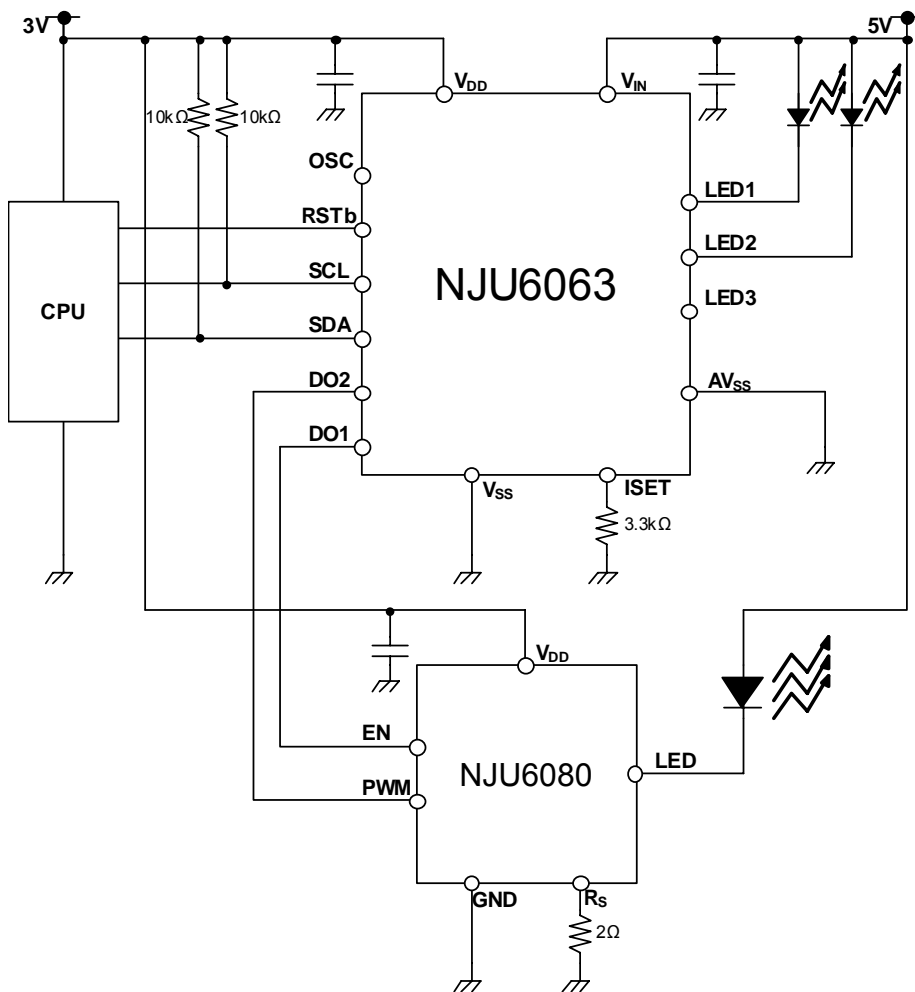 3V
5V
VDD
VIN
10kΩ
10kΩ
OSC
RSTb
SCL
SDA
DO2
DO1
CPU
NJU6063
LED1
LED2
LED3
AVSS
VSS
ISET
3.3kΩ
VDD
EN
PWM
NJU6080
LED
GND
RS
2Ω